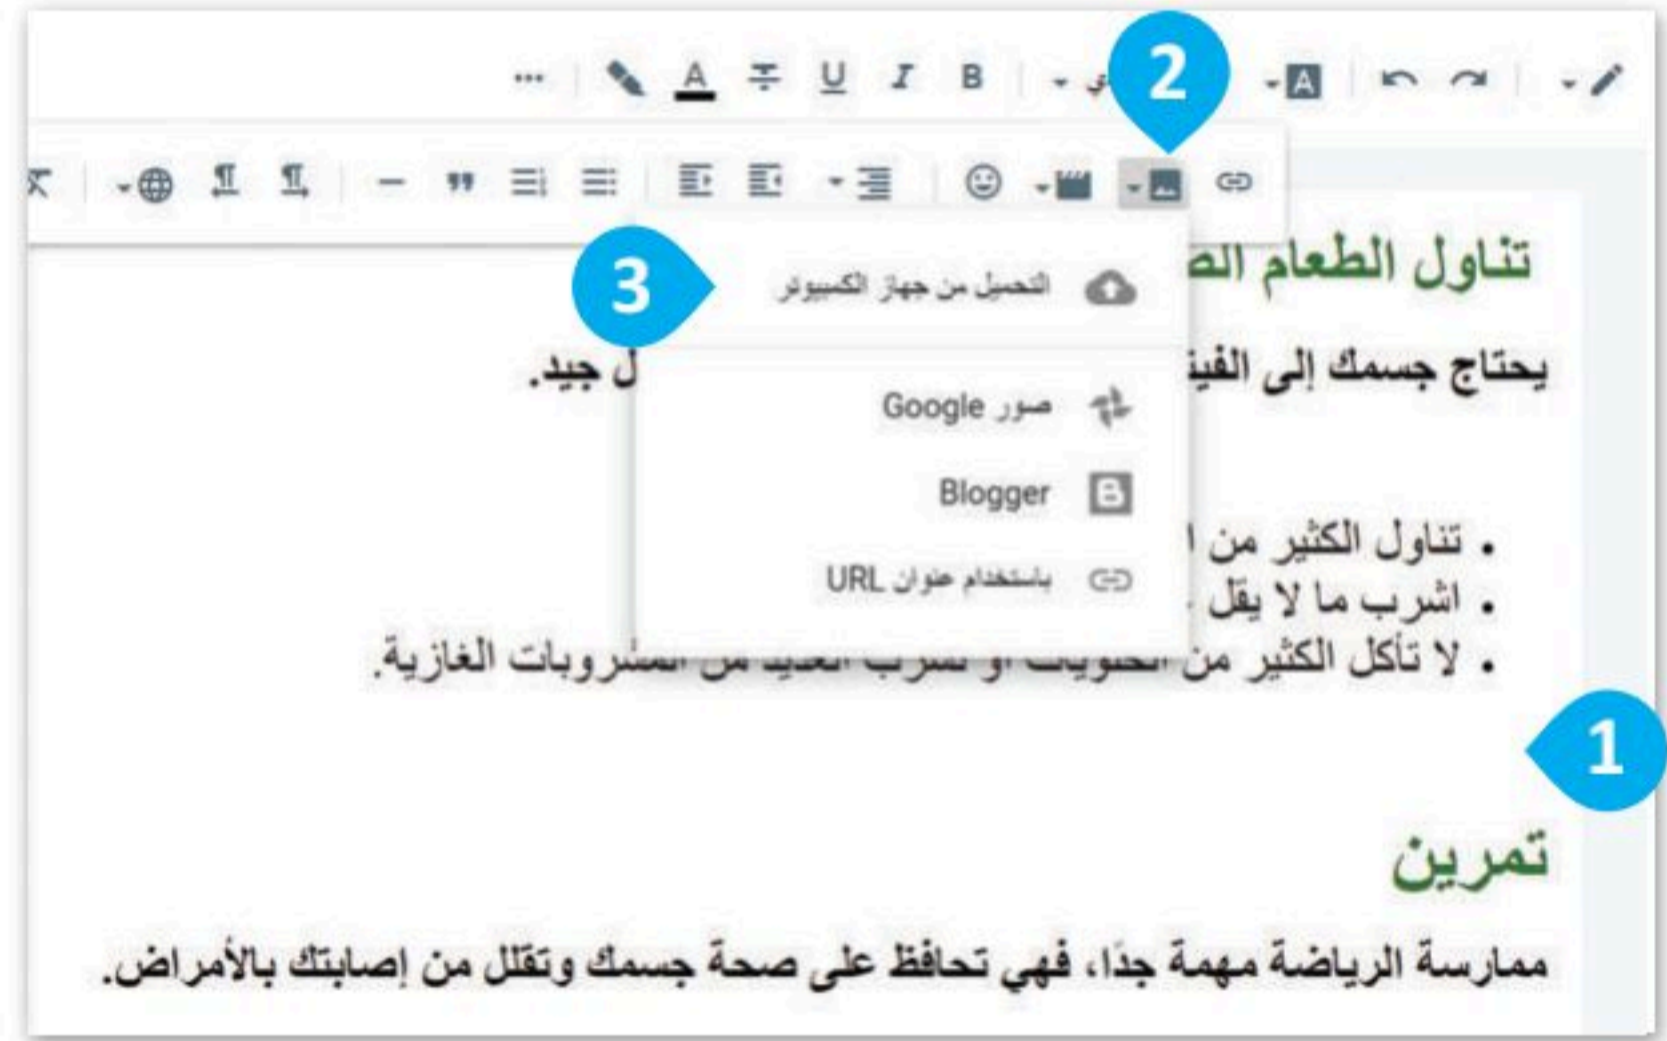 2
B I U A
تناول الطعام
3
التحميل من جهاز الكمبيوتر
يحتاج جسمك إلى جيد.
صور Google
Blogger
تناول الكثير من
باستخدام عنوان URL
اشرب ما لا يقل
لا تأكل الكثير من الحلويات أو تشرب العديد من المشروبات الغازية.
1
تمرين
ممارسة الرياضة مهمة جدًا، فهي تحافظ على صحة جسمك وتقلل من إصابتك بالأمراض.